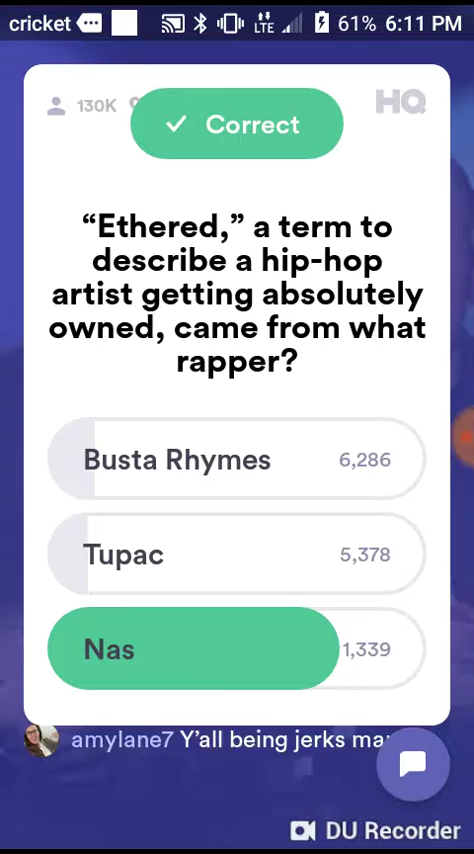 cricket LTE 61% 6:11 PM
130K HQ
Correct
“Ethered,” a term to
describe a hip-hop
artist getting absolutely
owned, came from what
rapper?
Busta Rhymes 6,286
Tupac 5,378
Nas 1,339
amylane7 Y'all being jerks
DU Recorder